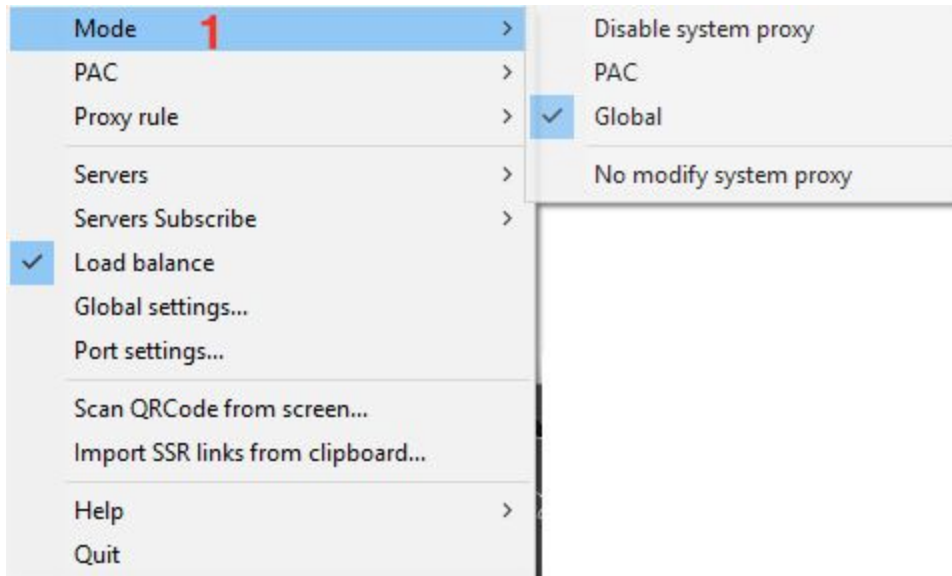 Mode 1
PAC
Proxy rule
Servers
Servers Subscribe
Load balance
Global settings...
Port settings...
Scan QRCode from screen...
Import SSR links from clipboard...
Help
Quit
Disable system proxy
PAC
Global
No modify system proxy